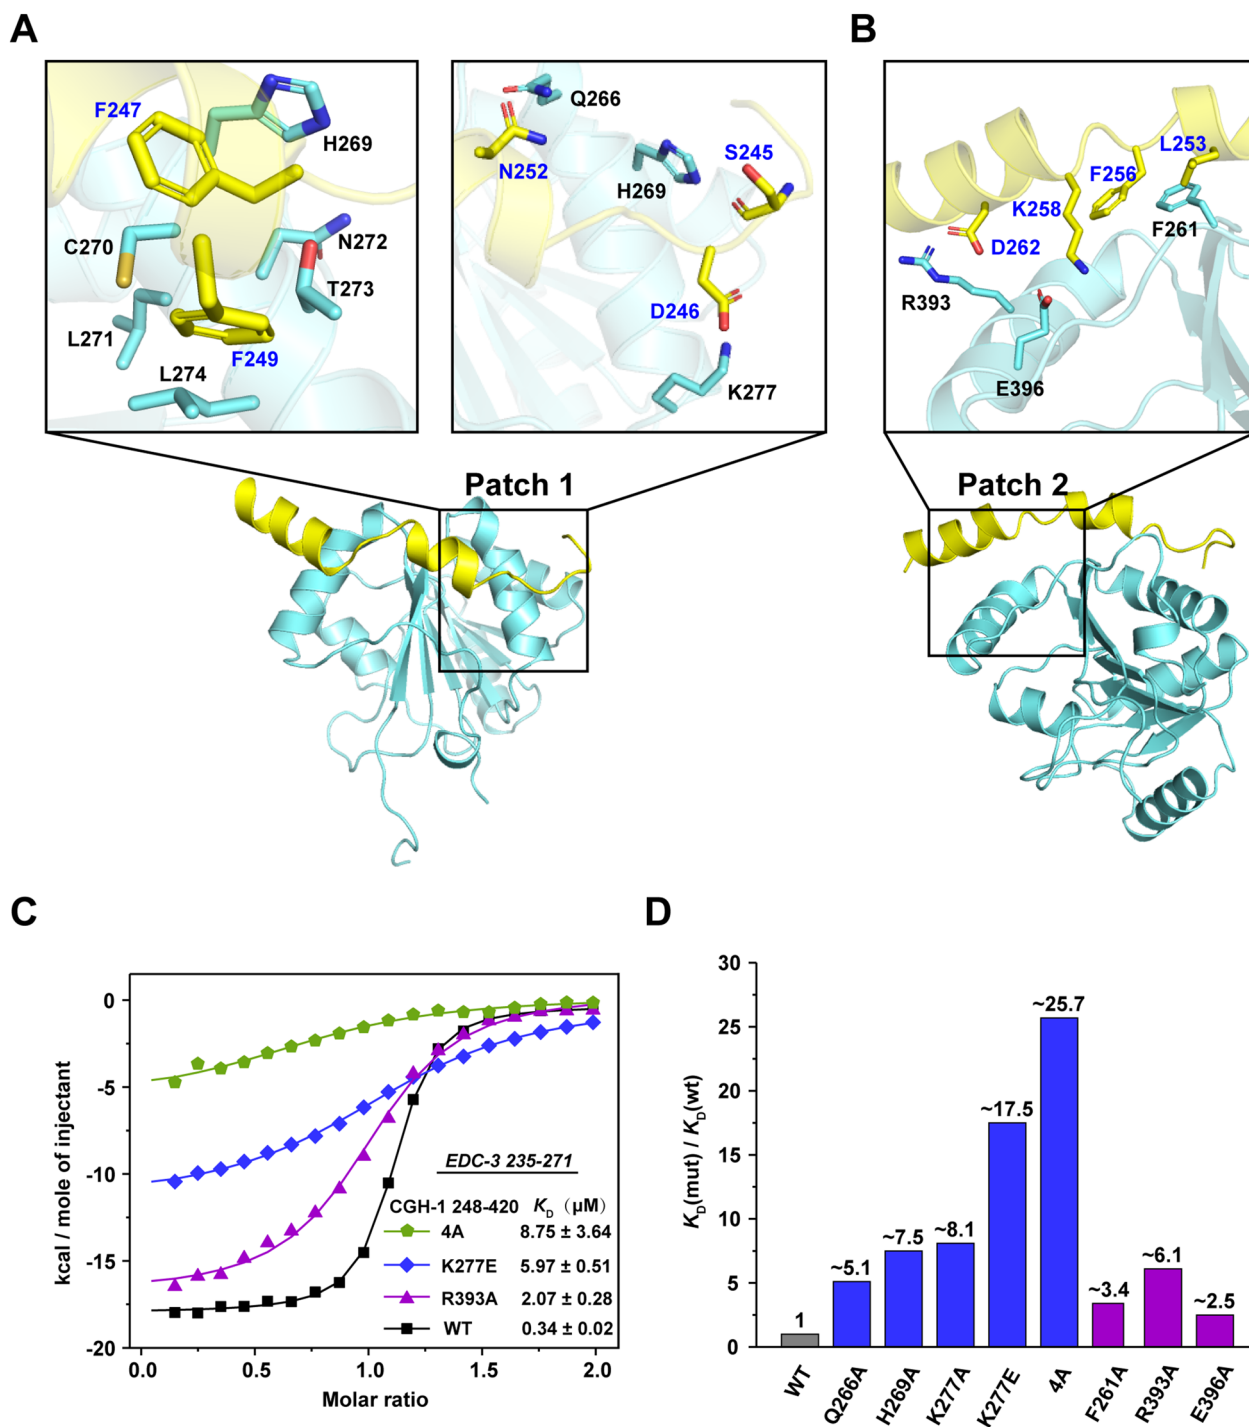 A
B
F247
H269
C270
N272
T273
L271
F249
L274
Q266
N252
H269
S245
D246
K277
L253
F256
K258
F261
D262
R393
E396
Patch 1
Patch 2
C
D
kcal / mole of injectant
0
-5
-10
-15
-20
0.0
0.5
1.0
1.5
2.0
Molar ratio
EDC-3 235-271
CGH-1 248-420 KD (μM)
4A 8.75 ± 3.64
K277E 5.97 ± 0.51
R393A 2.07 ± 0.28
WT 0.34 ± 0.02
KD(mut) / KD(wt)
30
25
20
15
10
5
0
1
~5.1
~7.5
~8.1
~17.5
~25.7
~3.4
~6.1
~2.5
WT
Q266A
H269A
K277A
K277E
4A
F261A
R393A
E396A